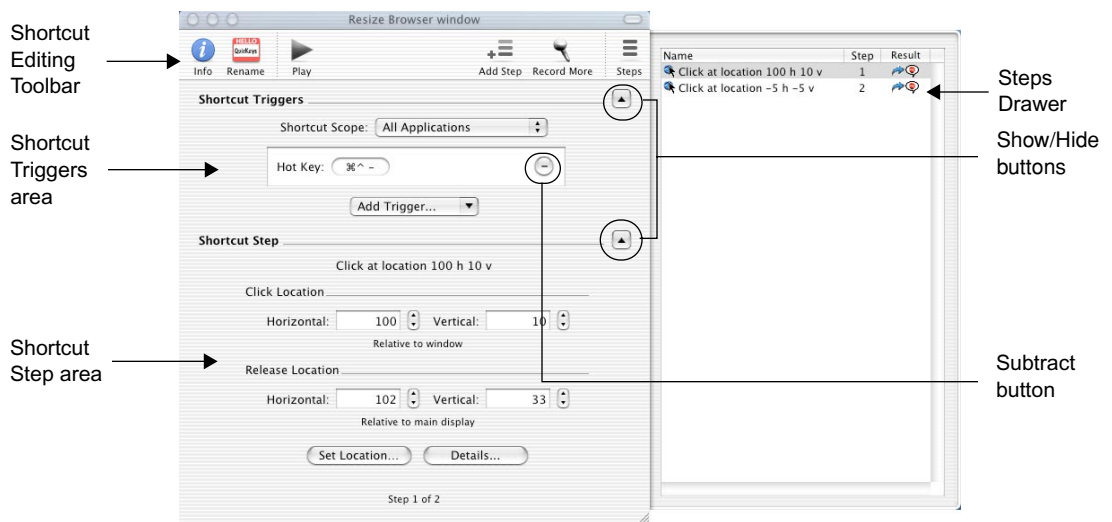 Resize Browser window
Shortcut
Editing
Toolbar
HELLO
QuicKeys
Info Rename Play Add Step Record More Steps
Name Step Result
Click at location 100 h 10 v 1
Click at location -5 h -5 v 2
Steps
Drawer
Shortcut Triggers
Shortcut Scope: All Applications
Show/Hide
buttons
Shortcut
Triggers
area
Hot Key: ⌘^ -
Add Trigger...
Shortcut Step
Click at location 100 h 10 v
Click Location
Horizontal: 100 Vertical: 10
Relative to window
Shortcut
Step area
Release Location
Horizontal: 102 Vertical: 33
Relative to main display
Subtract
button
Set Location... Details...
Step 1 of 2